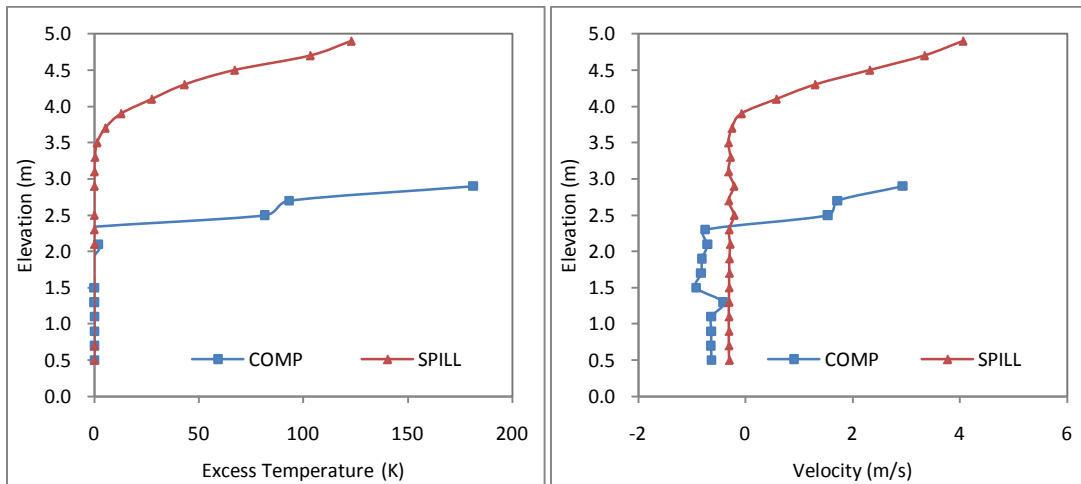 Elevation (m)
5.0
4.5
4.0
3.5
3.0
2.5
2.0
1.5
1.0
0.5
0.0
COMP SPILL
0 50 100 150 200
Excess Temperature (K)
Elevation (m)
5.0
4.5
4.0
3.5
3.0
2.5
2.0
1.5
1.0
0.5
0.0
COMP SPILL
-2 0 2 4 6
Velocity (m/s)